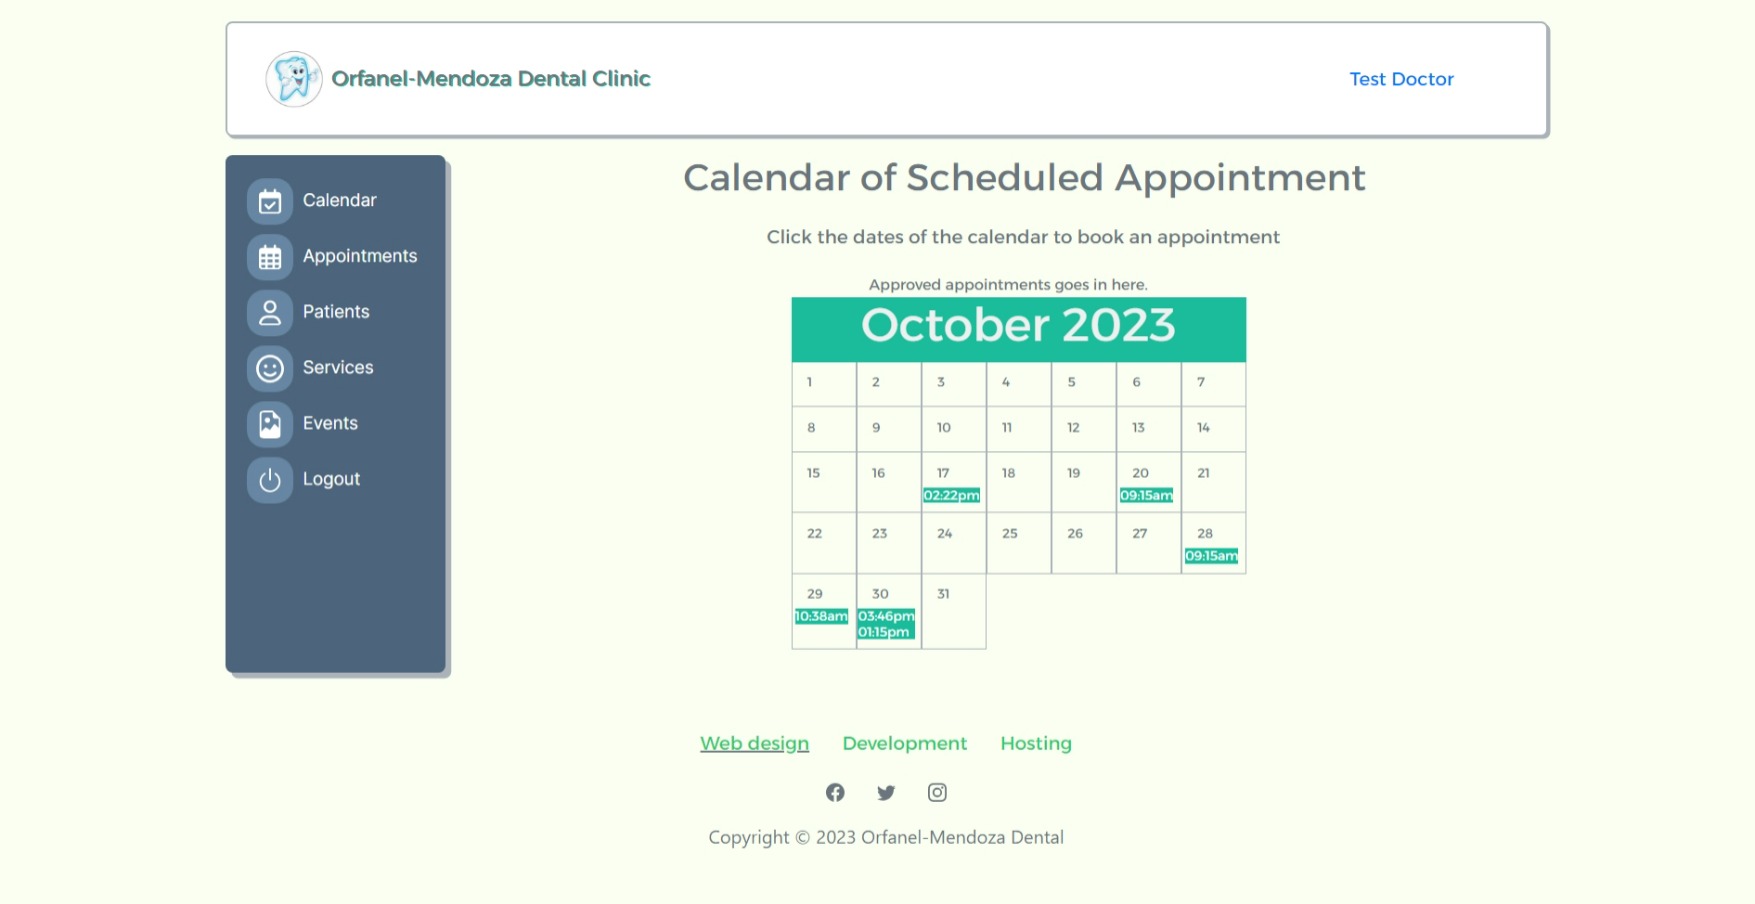 Orfanel-Mendoza Dental Clinic
Test Doctor
Calendar
Appointments
Patients
Services
Events
Logout
Calendar of Scheduled Appointment
Click the dates of the calendar to book an appointment
Approved appointments goes in here.
October 2023
1 2 3 4 5 6 7
8 9 10 11 12 13 14
15 16 17 18 19 20 21
02:22pm 09:15am
22 23 24 25 26 27 28
09:15am
29 30 31
10:38am 03:46pm
01:15pm
Web design Development Hosting
Copyright © 2023 Orfanel-Mendoza Dental